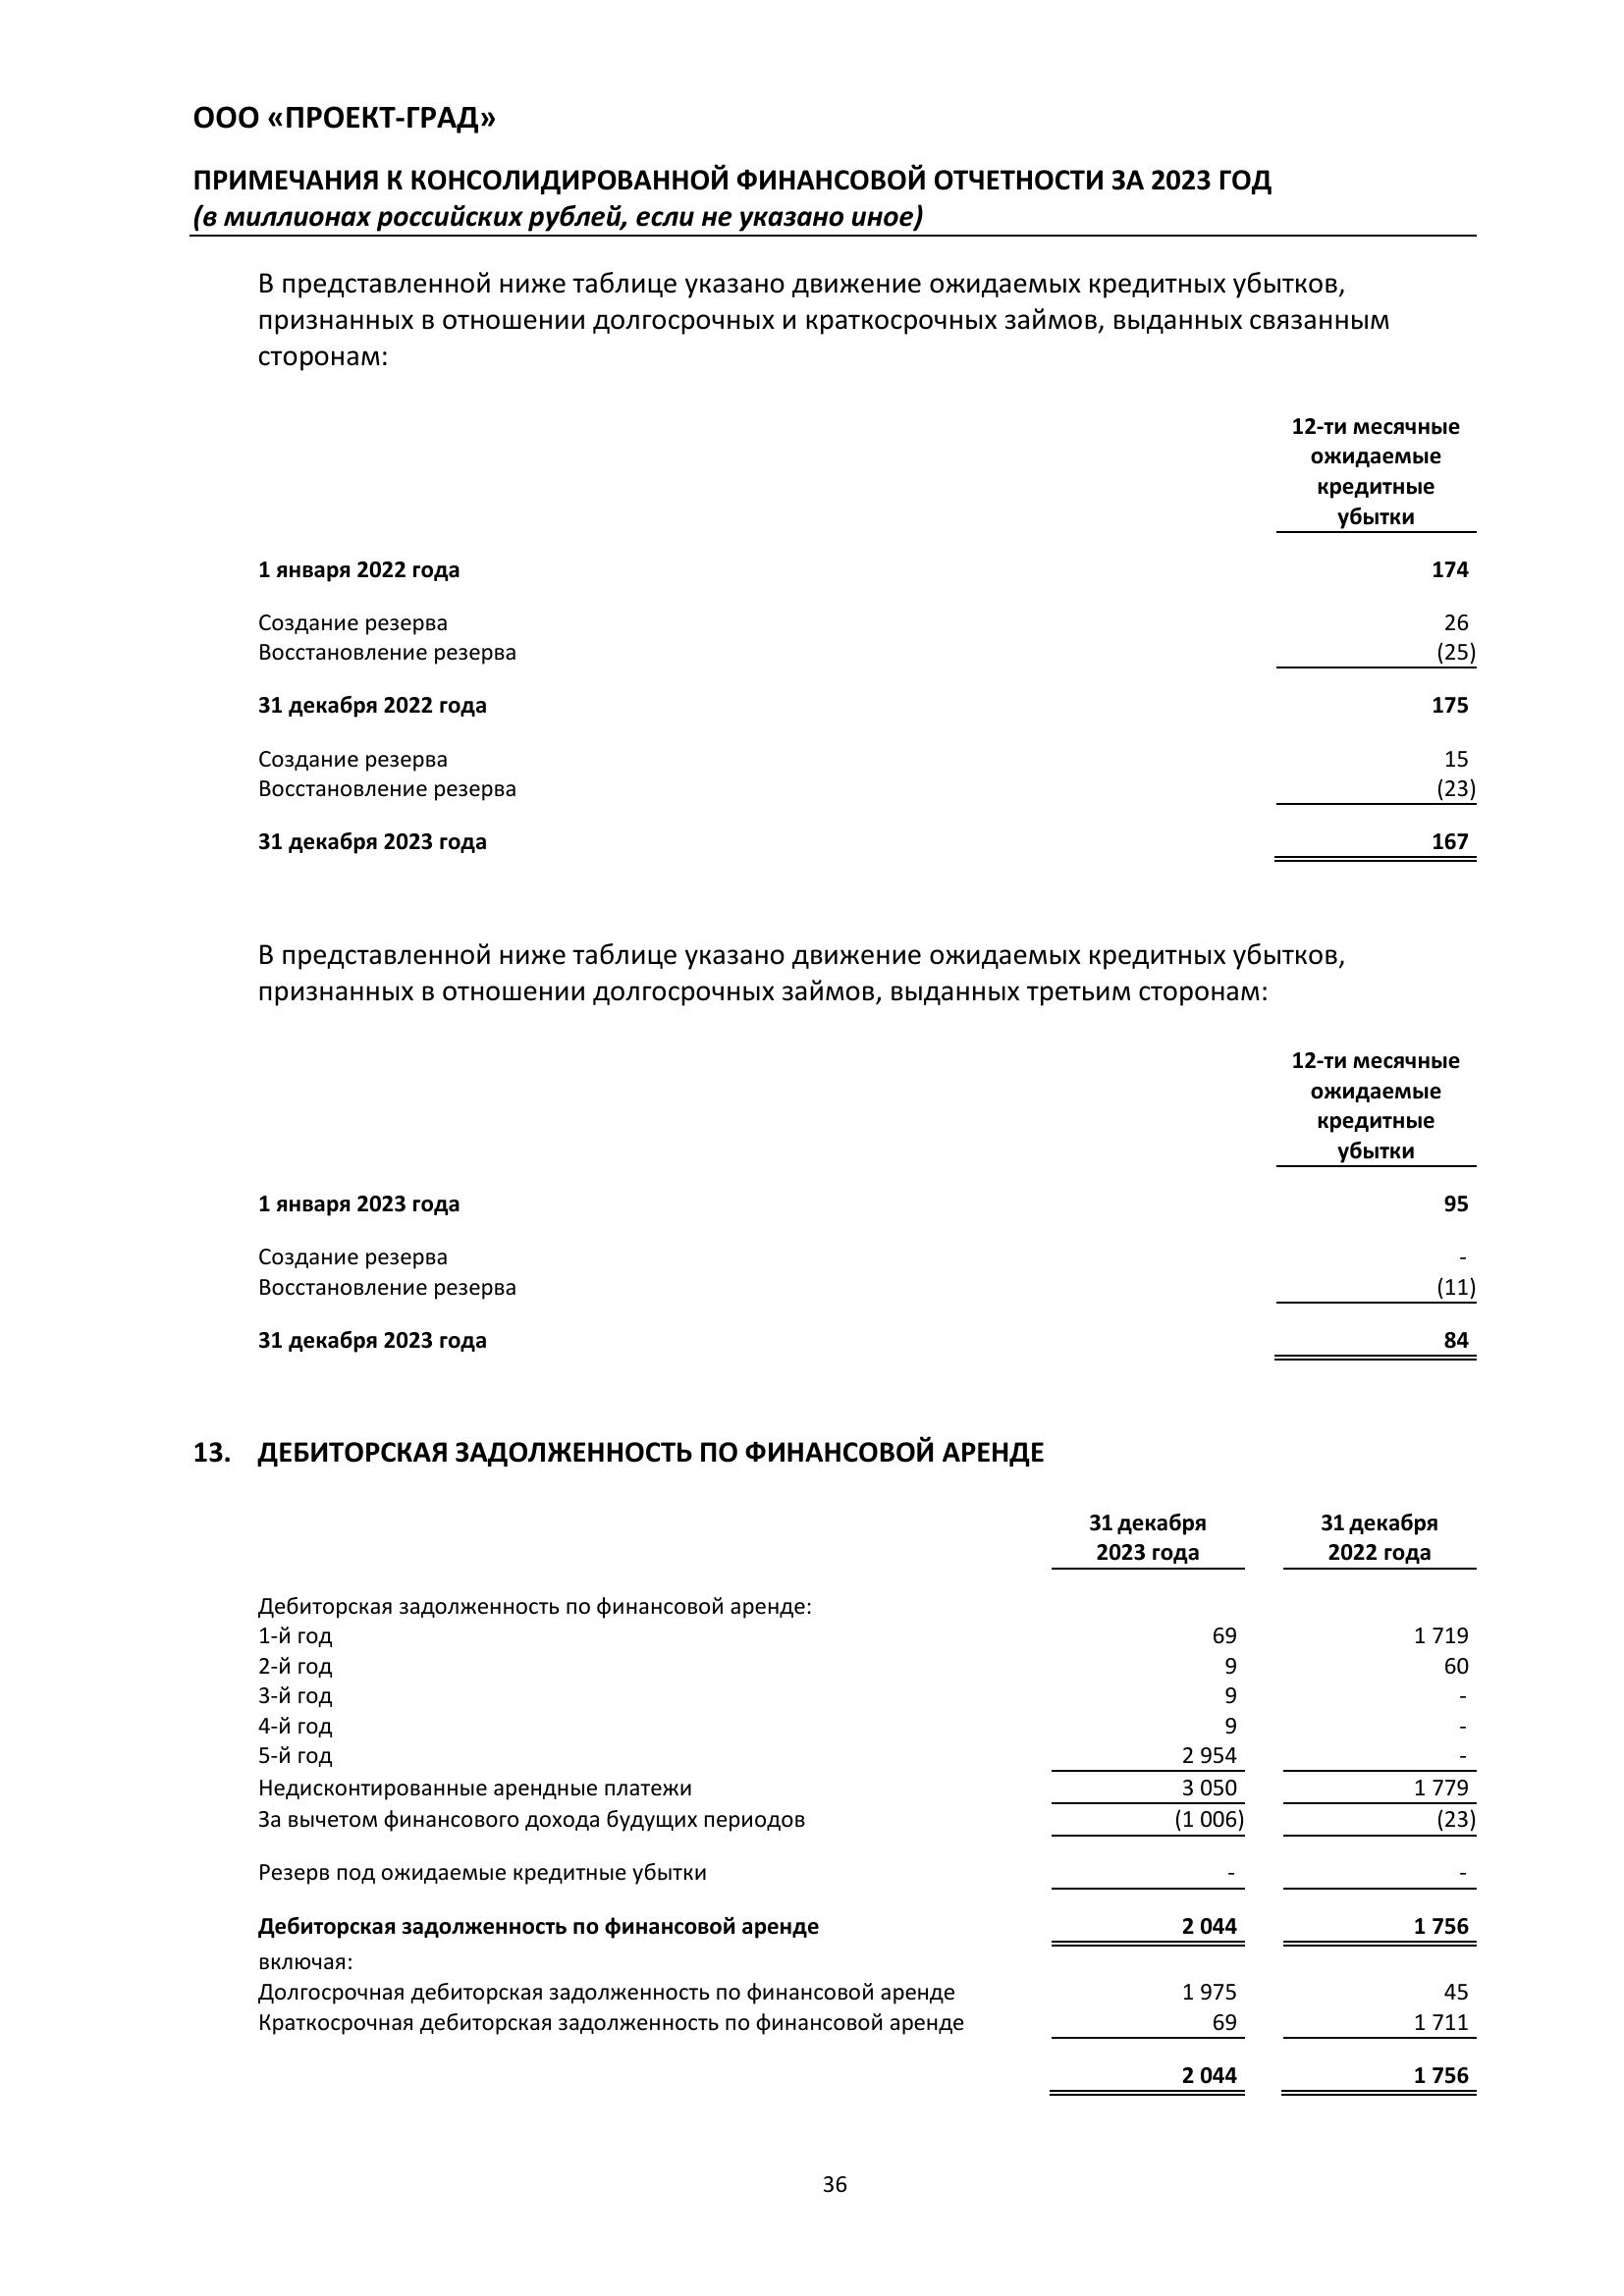 ООО «ПРОЕКТ-ГРАД»
ПРИМЕЧАНИЯ К КОНСОЛИДИРОВАННОЙ ФИНАНСОВОЙ ОТЧЕТНОСТИ ЗА 2023 ГОД
(в миллионах российских рублей, если не указано иное)
В представленной ниже таблице указано движение ожидаемых кредитных убытков,
признанных в отношении долгосрочных и краткосрочных займов, выданных связанным
сторонам:
12-ти месячные
ожидаемые
кредитные
убытки
1 января 2022 года 174
Создание резерва 26
Восстановление резерва (25)
31 декабря 2022 года 175
Создание резерва 15
Восстановление резерва (23)
31 декабря 2023 года 167
В представленной ниже таблице указано движение ожидаемых кредитных убытков,
признанных в отношении долгосрочных займов, выданных третьим сторонам:
12-ти месячные
ожидаемые
кредитные
убытки
1 января 2023 года 95
Создание резерва -
Восстановление резерва (11)
31 декабря 2023 года 84
13. ДЕБИТОРСКАЯ ЗАДОЛЖЕННОСТЬ ПО ФИНАНСОВОЙ АРЕНДЕ
31 декабря 31 декабря
2023 года 2022 года
Дебиторская задолженность по финансовой аренде:
1-й год 69 1 719
2-й год 9 60
3-й год 9 -
4-й год 9 -
5-й год 2 954 -
Недисконтированные арендные платежи 3 050 1 779
За вычетом финансового дохода будущих периодов (1 006) (23)
Резерв под ожидаемые кредитные убытки - -
Дебиторская задолженность по финансовой аренде 2 044 1 756
включая:
Долгосрочная дебиторская задолженность по финансовой аренде 1 975 45
Краткосрочная дебиторская задолженность по финансовой аренде 69 1 711
2 044 1 756
36